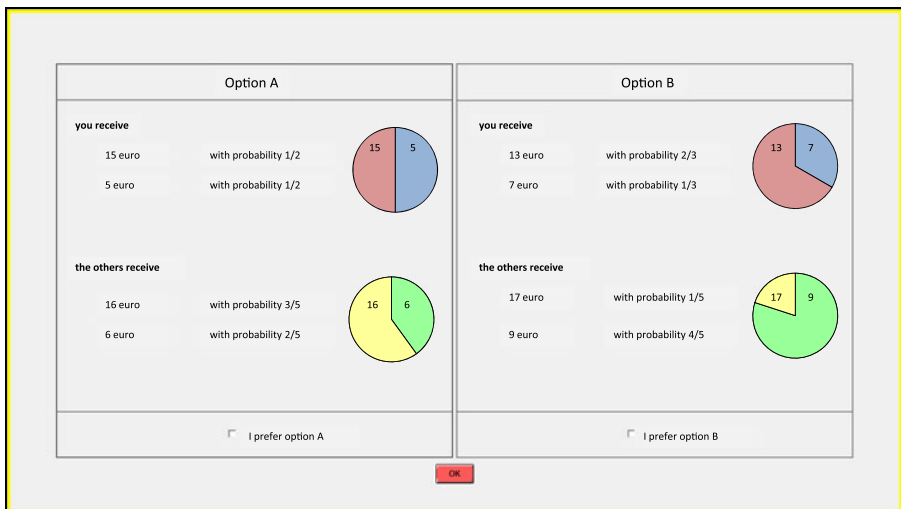 Option A
you receive
15 euro with probability 1/2
5 euro with probability 1/2
15 5
the others receive
16 euro with probability 3/5
6 euro with probability 2/5
16 6
I prefer option A
Option B
you receive
13 euro with probability 2/3
7 euro with probability 1/3
13 7
the others receive
17 euro with probability 1/5
9 euro with probability 4/5
17 9
I prefer option B
OK